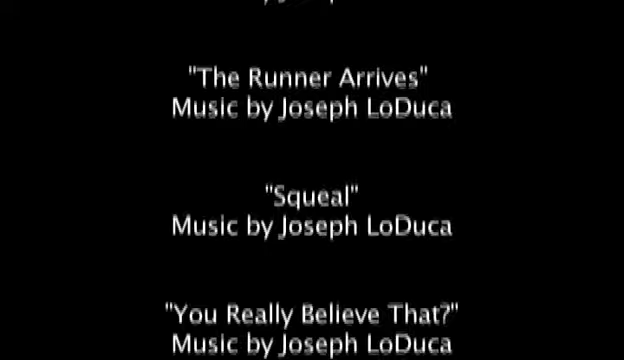 "The Runner Arrives"
Music by Joseph LoDuca
"Squeal"
Music by Joseph LoDuca
"You Really Believe That?"
Music by Joseph LoDuca